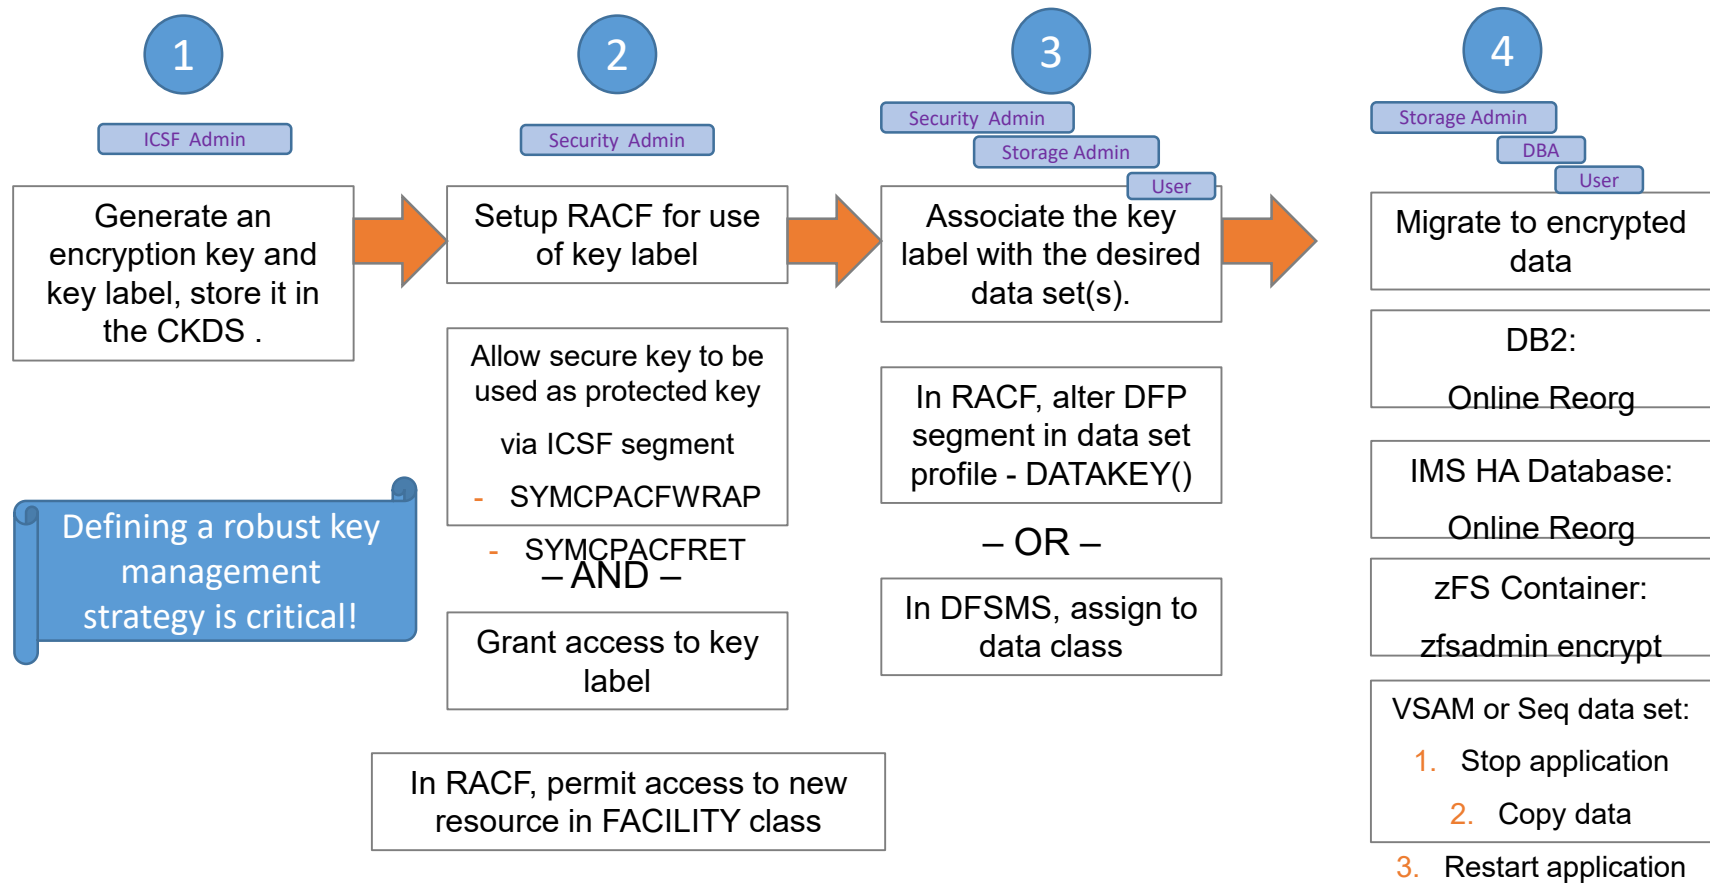 1
ICSF Admin
Generate an
encryption key and
key label, store it in
the CKDS .
Defining a robust key
management
strategy is critical!
2
Security Admin
Setup RACF for use
of key label
Allow secure key to be
used as protected key
via ICSF segment
- SYMCPACFWRAP
- SYMCPACFRET
– AND –
Grant access to key
label
In RACF, permit access to new
resource in FACILITY class
3
Security Admin
Storage Admin
User
Associate the key
label with the desired
data set(s).
In RACF, alter DFP
segment in data set
profile - DATAKEY()
– OR –
In DFSMS, assign to
data class
4
Storage Admin
DBA
User
Migrate to encrypted
data
DB2:
Online Reorg
IMS HA Database:
Online Reorg
zFS Container:
zfsadmin encrypt
VSAM or Seq data set:
1. Stop application
2. Copy data
3. Restart application